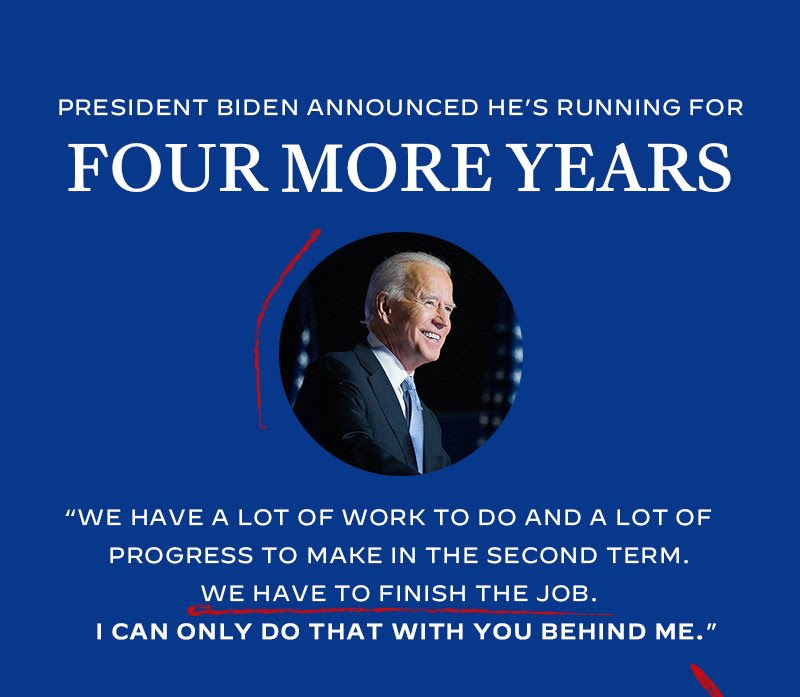 PRESIDENT BIDEN ANNOUNCED HE’S RUNNING FOR
FOUR MORE YEARS
“WE HAVE A LOT OF WORK TO DO AND A LOT OF
PROGRESS TO MAKE IN THE SECOND TERM.
WE HAVE TO FINISH THE JOB.
I CAN ONLY DO THAT WITH YOU BEHIND ME.”